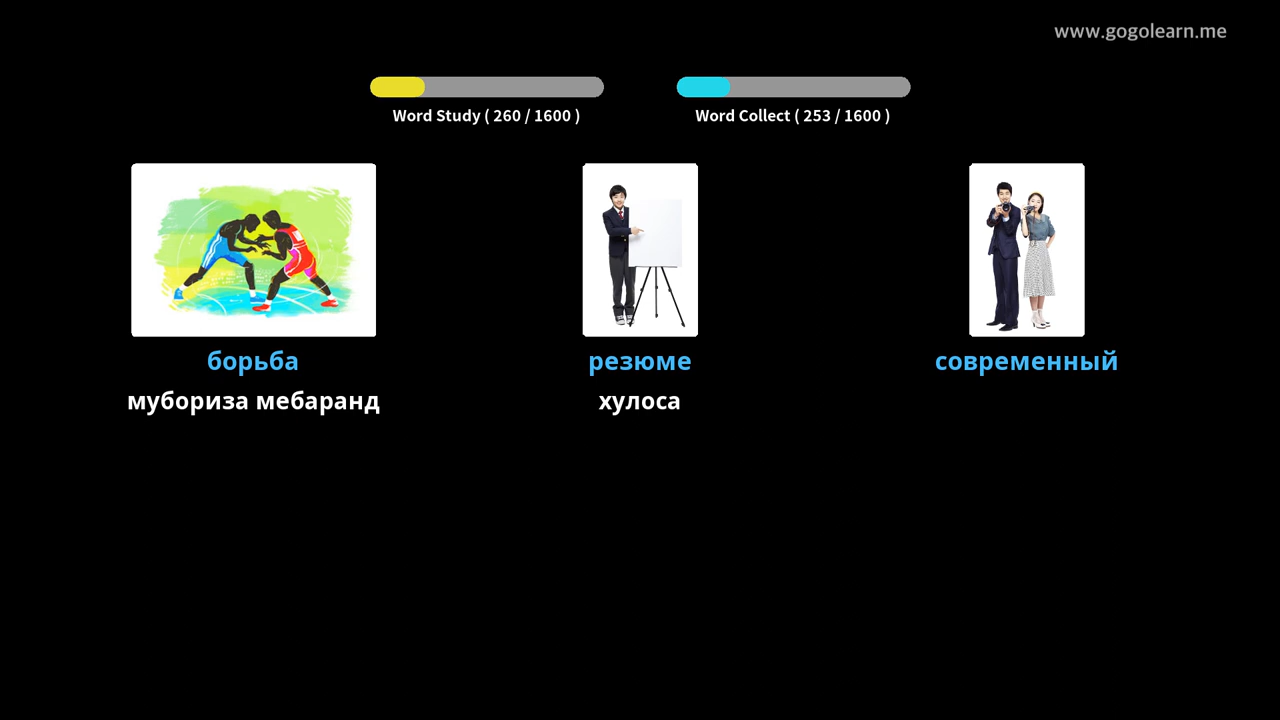 www.gogolearn.me
Word Study ( 260 / 1600 )
Word Collect ( 253 / 1600 )
борьба
резюме
современный
мубориза мебаранд
хулоса